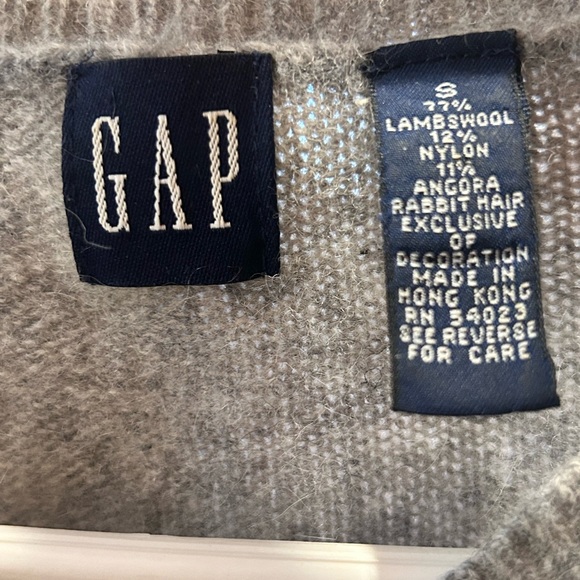 GAP
S
77%
LAMBSWOOL
12%
NYLON
11%
ANGORA
RABBIT HAIR
EXCLUSIVE
OF
DECORATION
MADE IN
HONG KONG
RN 54023
SEE REVERSE
FOR CARE